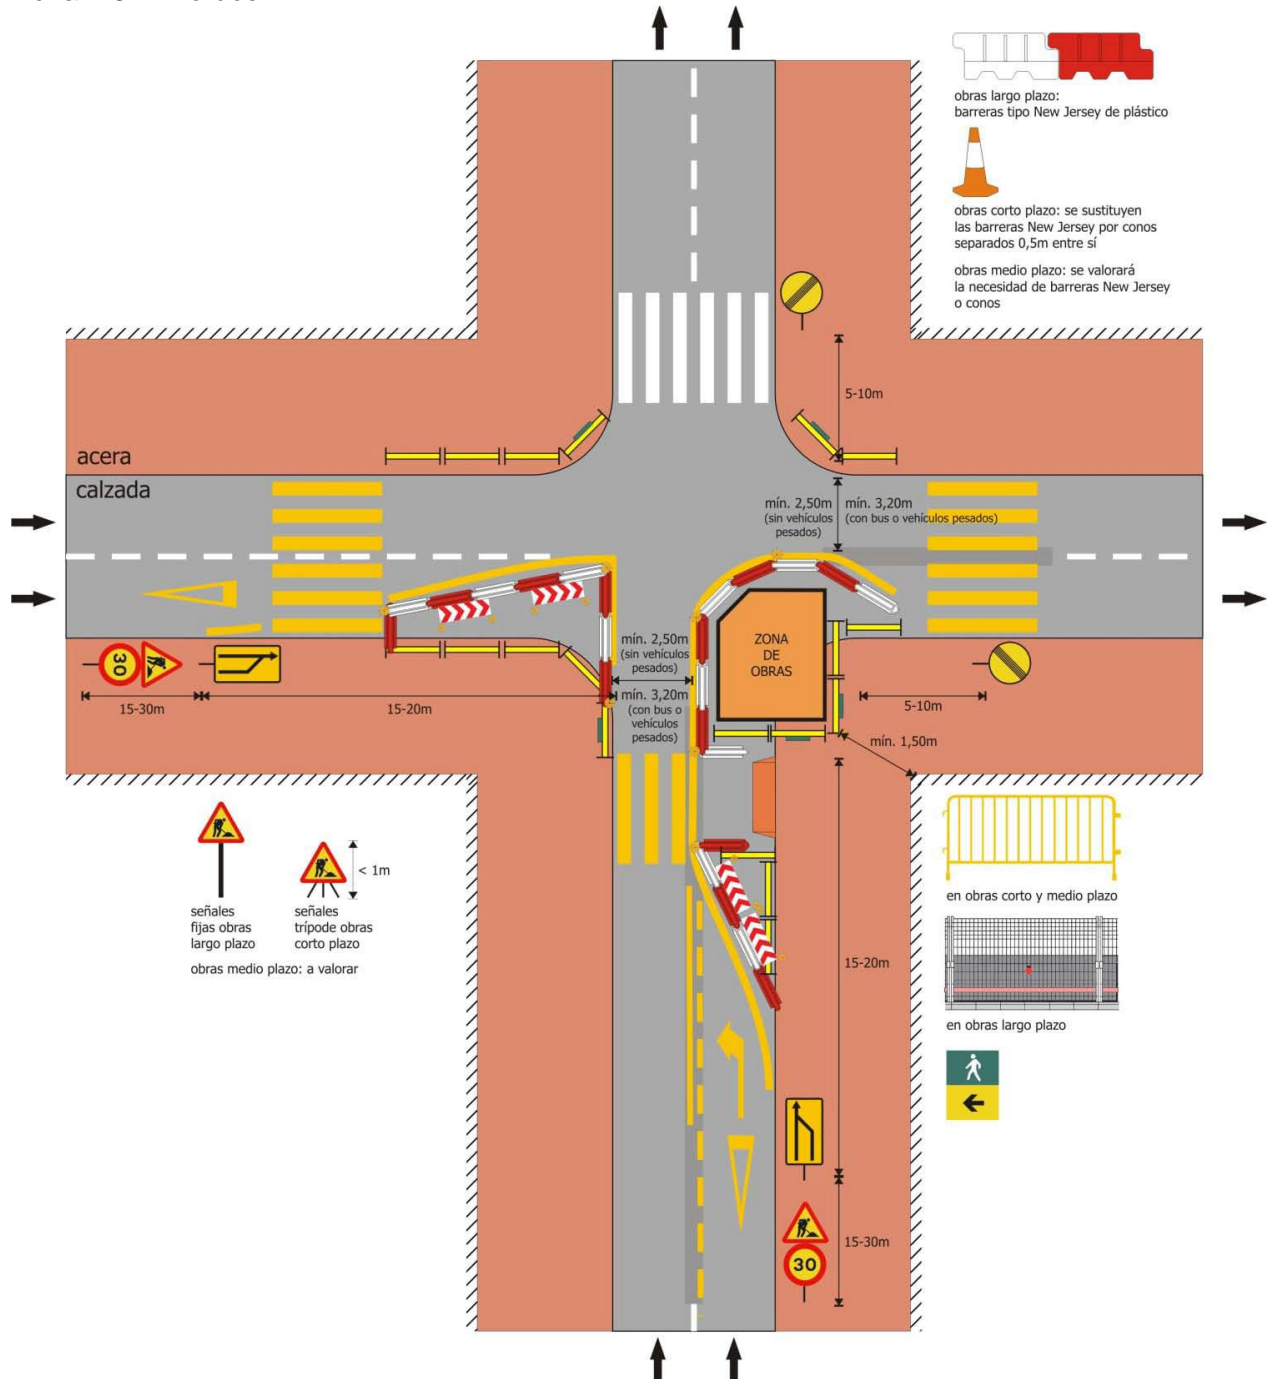 obras largo plazo:
barreras tipo New Jersey de plástico
obras corto plazo: se sustituyen
las barreras New Jersey por conos
separados 0,5m entre sí
obras medio plazo: se valorará
la necesidad de barreras New Jersey
o conos
5-10m
acera
calzada
mín. 2,50m
(sin vehículos
pesados)
mín. 3,20m
(con bus o vehículos pesados)
mín. 2,50m
(sin vehículos
pesados)
mín. 3,20m
(con bus o
vehículos
pesados)
ZONA
DE
OBRAS
30
15-30m
15-20m
5-10m
mín. 1,50m
< 1m
señales
fijas obras
largo plazo
señales
trípode obras
corto plazo
obras medio plazo: a valorar
en obras corto y medio plazo
en obras largo plazo
15-20m
15-30m
30